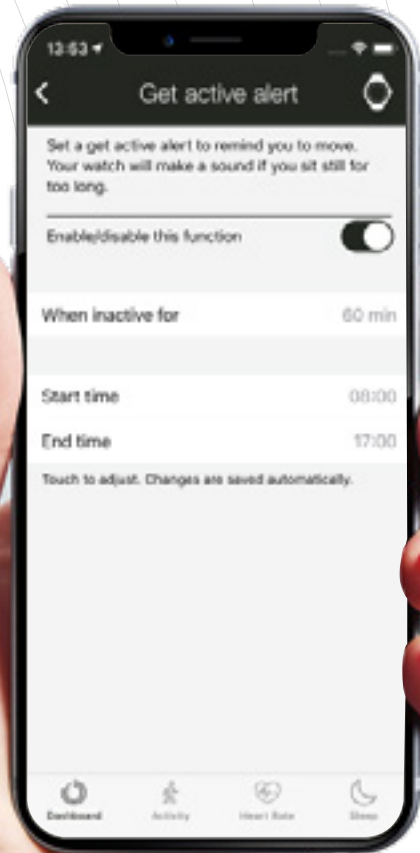 13:53
Get active alert
Set a get active alert to remind you to move.
Your watch will make a sound if you sit still for
too long.
Enable/disable this function
When inactive for 60 min
Start time 08:00
End time 17:00
Touch to adjust. Changes are saved automatically.
Dashboard Activity Heart Rate Sleep